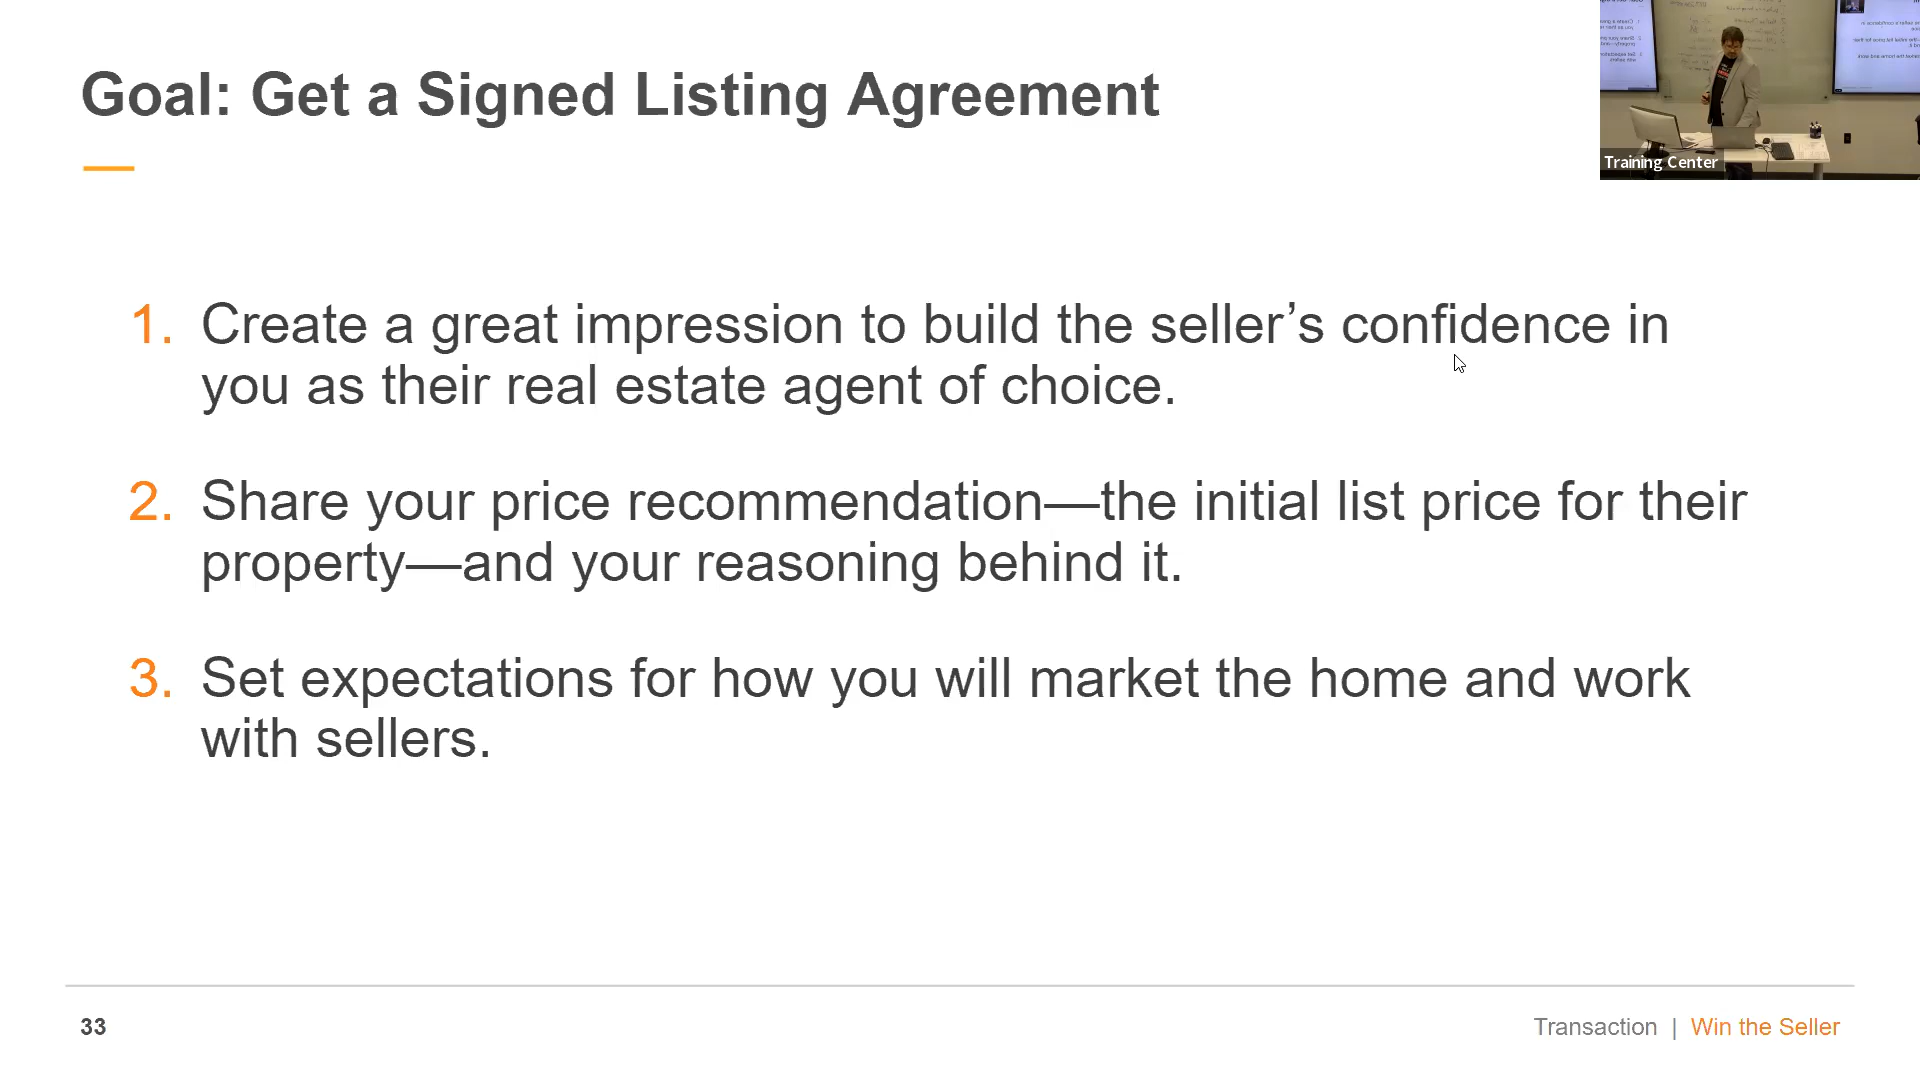 Goal: Get a Signed Listing Agreement
Training Center
1. Create a great impression to build the seller’s confidence in
you as their real estate agent of choice.
2. Share your price recommendation—the initial list price for their
property—and your reasoning behind it.
3. Set expectations for how you will market the home and work
with sellers.
33
Transaction | Win the Seller